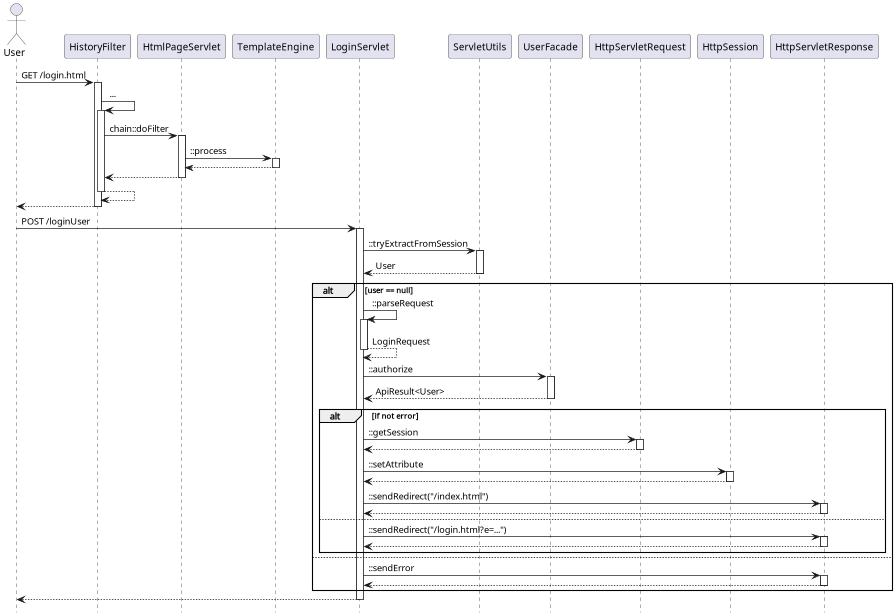 User
HistoryFilter
HtmlPageServlet
TemplateEngine
LoginServlet
ServletUtils
UserFacade
HttpServletRequest
HttpSession
HttpServletResponse
GET /login.html
...
chain::doFilter
::process
POST /loginUser
::tryExtractFromSession
User
alt [user == null]
::parseRequest
LoginRequest
::authorize
ApiResult<User>
alt [if not error]
::getSession
::setAttribute
::sendRedirect("/index.html")
::sendRedirect("/login.html?e=...")
::sendError